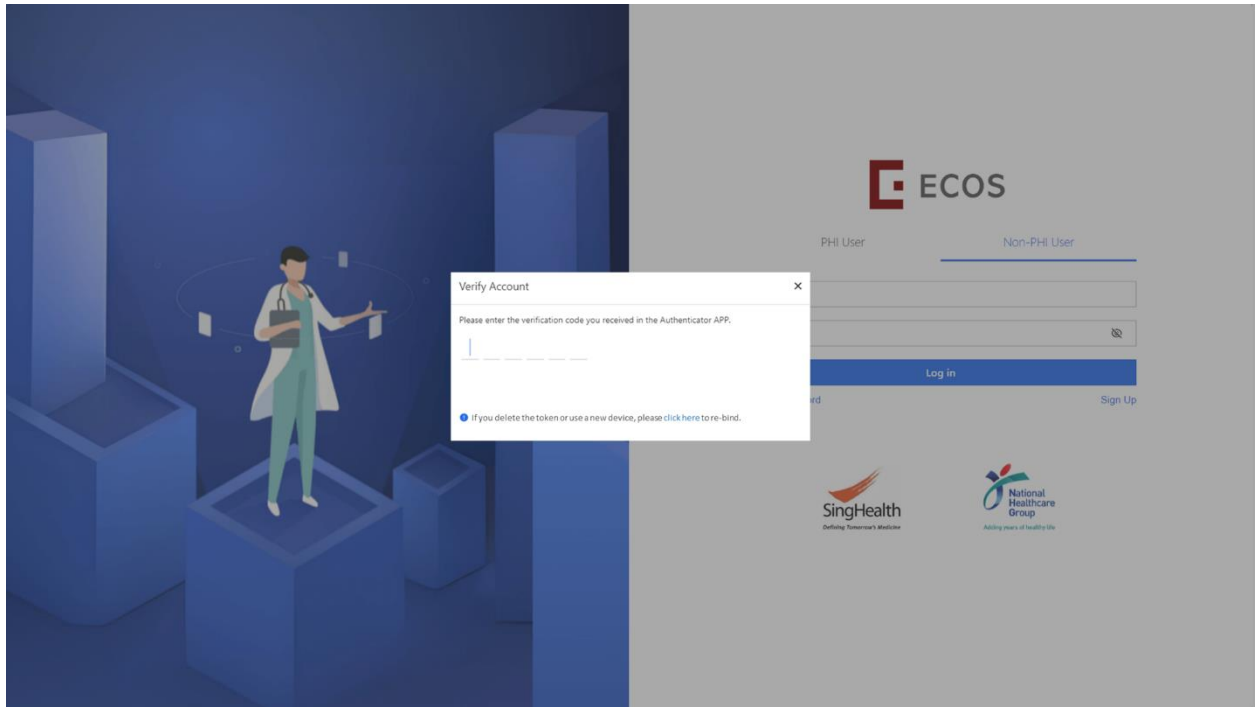 ECOS
PHI User
Non-PHI User
Verify Account
Please enter the verification code you received in the Authenticator APP.
If you delete the token or use a new device, please click here to re-bind.
Log in
rd
Sign Up
SingHealth
Defining Tomorrow's Medicine
National
Healthcare
Group
Adding years of healthy life